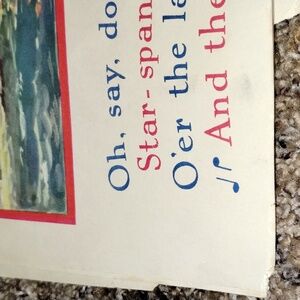 Oh, say, do
Star-span
O'er the la
And the